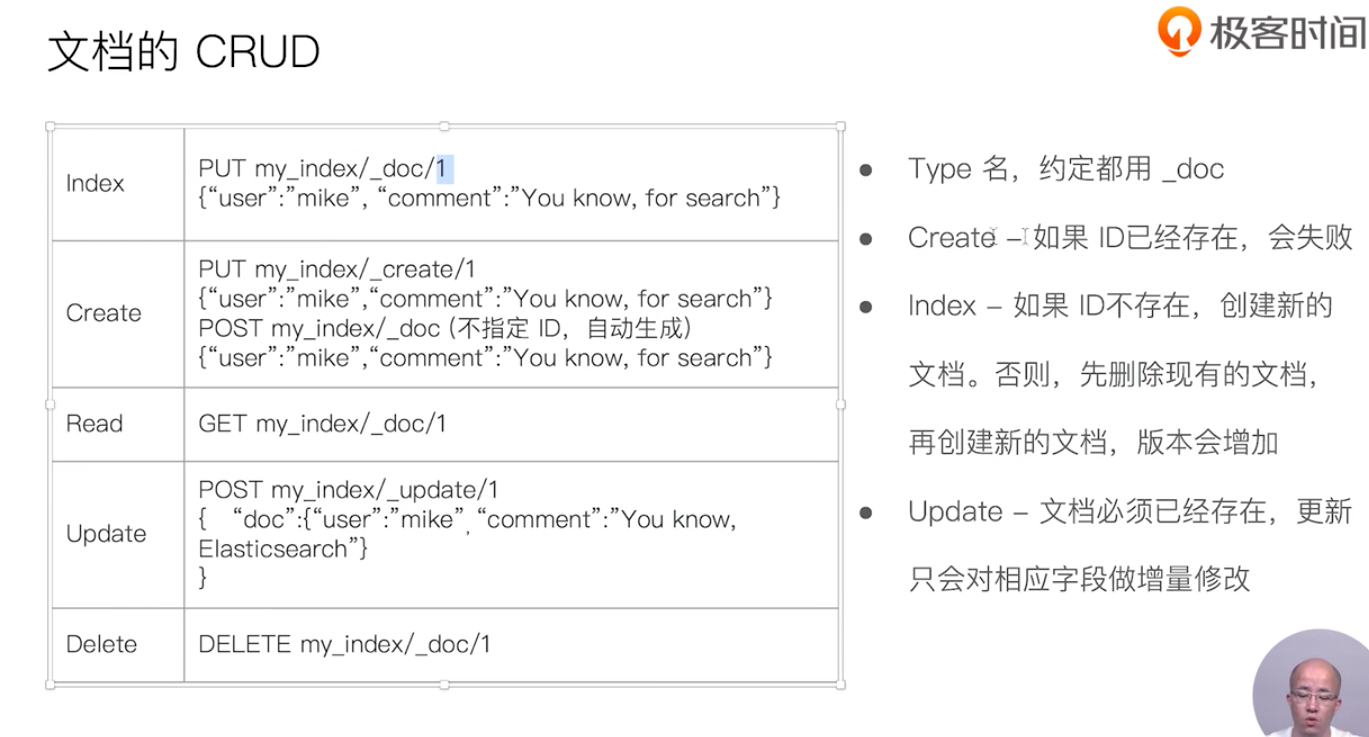 文档的 CRUD
极客时间
Index
PUT my_index/_doc/1
{“user”:”mike”, “comment”:”You know, for search”}
Create
PUT my_index/_create/1
{“user”:”mike”,“comment”:”You know, for search”}
POST my_index/_doc (不指定 ID，自动生成)
{“user”:”mike”,“comment”:”You know, for search”}
Read
GET my_index/_doc/1
Update
POST my_index/_update/1
{ “doc”:{“user”:”mike”, “comment”:”You know,
Elasticsearch”}
}
Delete
DELETE my_index/_doc/1
● Type 名，约定都用 _doc
● Create – 如果 ID已经存在，会失败
● Index – 如果 ID不存在，创建新的
文档。否则，先删除现有的文档，
再创建新的文档，版本会增加
● Update – 文档必须已经存在，更新
只会对相应字段做增量修改